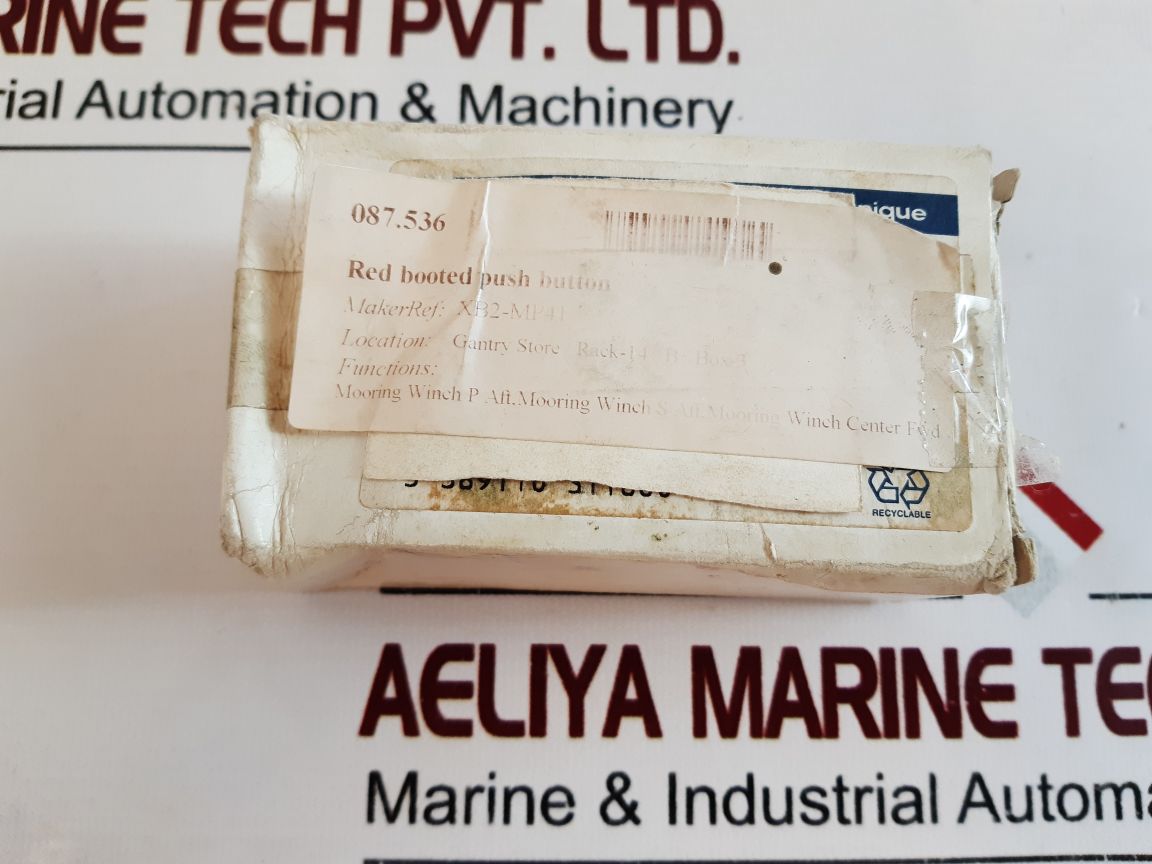 RINE TECH PVT. LTD.
rial Automation & Machinery
nique
087.536
Red booted push button
MakerRef: XB2-MP41
Location: Gantry Store Rack-14 B- Box-3
Functions:
Mooring Winch P Aft.Mooring Winch S Aft.Mooring Winch Center Fwd
RECYCLABLE
AELIYA MARINE TEC
Marine & Industrial Automa